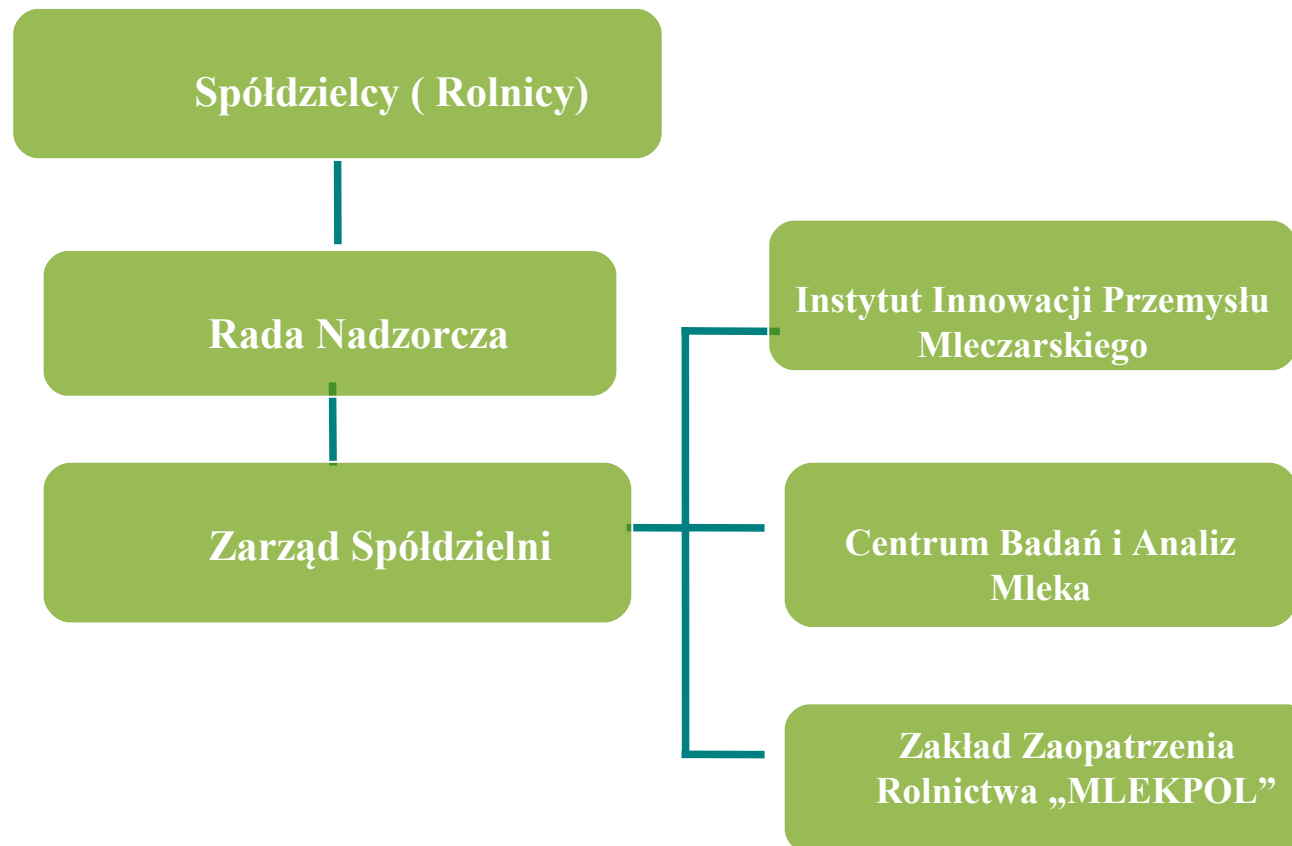 Spółdzielcy ( Rolnicy)
Rada Nadzorcza
Zarząd Spółdzielni
Instytut Innowacji Przemysłu
Mleczarskiego
Centrum Badań i Analiz
Mleka
Zakład Zaopatrzenia
Rolnictwa „MLEKPOL”